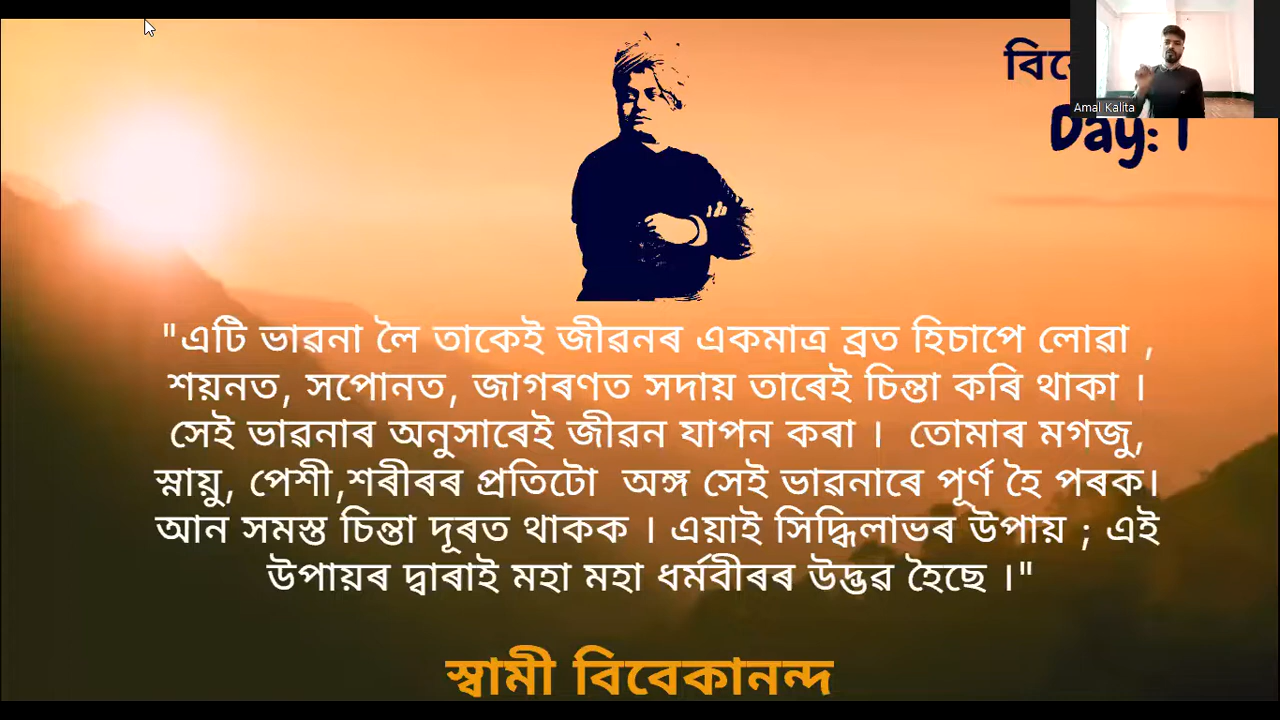 Amal Kalita
Day: 1
"এটি ভাৱনা লৈ তাকেই জীৱনৰ একমাত্ৰ ব্ৰত হিচাপে লোৱা ,
শয়নত, সপোনত, জাগৰণত সদায় তাৰেই চিন্তা কৰি থাকা ।
সেই ভাৱনাৰ অনুসাৰেই জীৱন যাপন কৰা । তোমাৰ মগজু,
স্নায়ু, পেশী,শৰীৰৰ প্ৰতিটো অঙ্গ সেই ভাৱনাৰে পূৰ্ণ হৈ পৰক।
আন সমস্ত চিন্তা দূৰত থাকক । এয়াই সিদ্ধিলাভৰ উপায় ; এই
উপায়ৰ দ্বাৰাই মহা মহা ধৰ্মবীৰৰ উদ্ভৱ হৈছে ।"
স্বামী বিবেকানন্দ